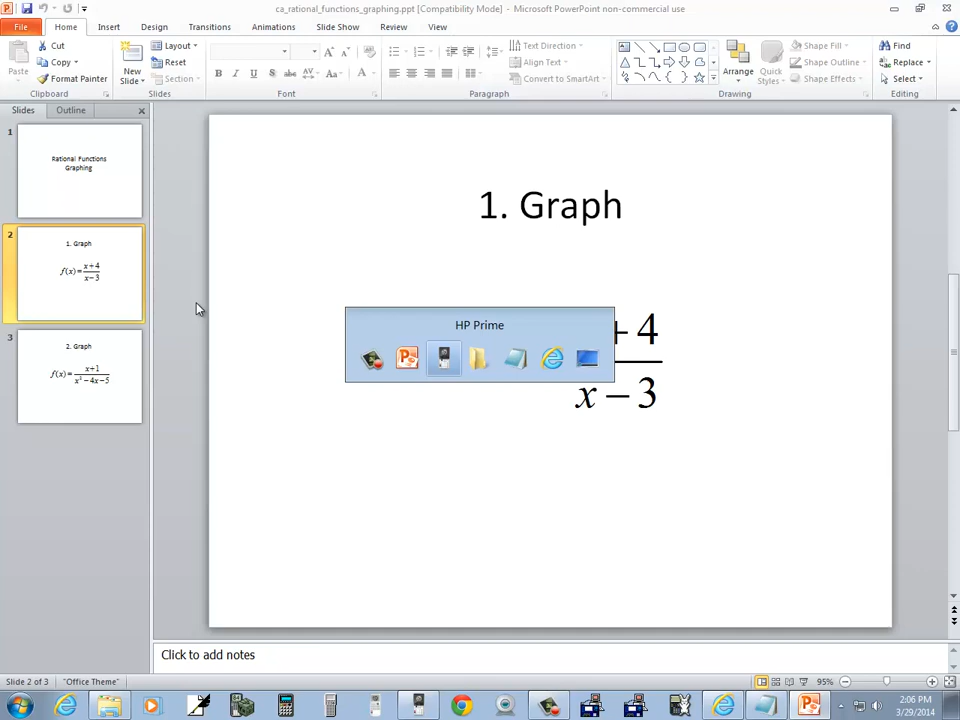 ca_rational_functions_graphing.ppt [Compatibility Mode] - Microsoft PowerPoint non-commercial use
File Home Insert Design Transitions Animations Slide Show Review View
Paste Cut Copy Format Painter
New Slide Layout Reset Section
B I U S abc AV Aa A
Text Direction Align Text Convert to SmartArt
Arrange Quick Styles Shape Fill Shape Outline Shape Effects
Find Replace Select
Clipboard Slides Font Paragraph Drawing Editing
Slides Outline
1
Rational Functions
Graphing
2
1. Graph
f(x) = x+4
x−3
3
2. Graph
f(x) = x+1
x²−4x−5
1. Graph
HP Prime
+ 4
x − 3
Click to add notes
Slide 2 of 3 "Office Theme" 95%
2:06 PM
3/29/2014